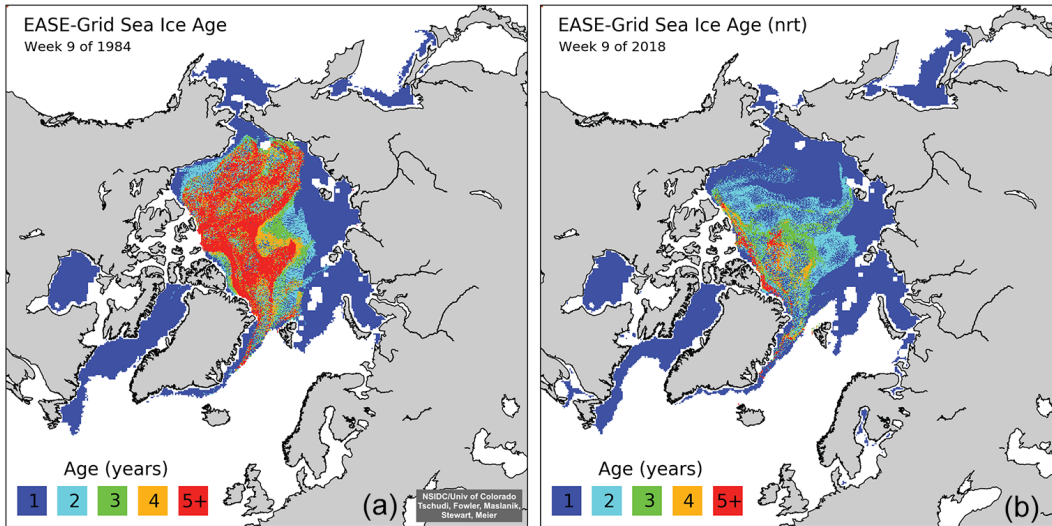 EASE-Grid Sea Ice Age
Week 9 of 1984
Age (years)
1 2 3 4 5+
(a)
NSIDC/Univ of Colorado
Tschudi, Fowler, Maslanik,
Stewart, Meier
EASE-Grid Sea Ice Age (nrt)
Week 9 of 2018
Age (years)
1 2 3 4 5+
(b)